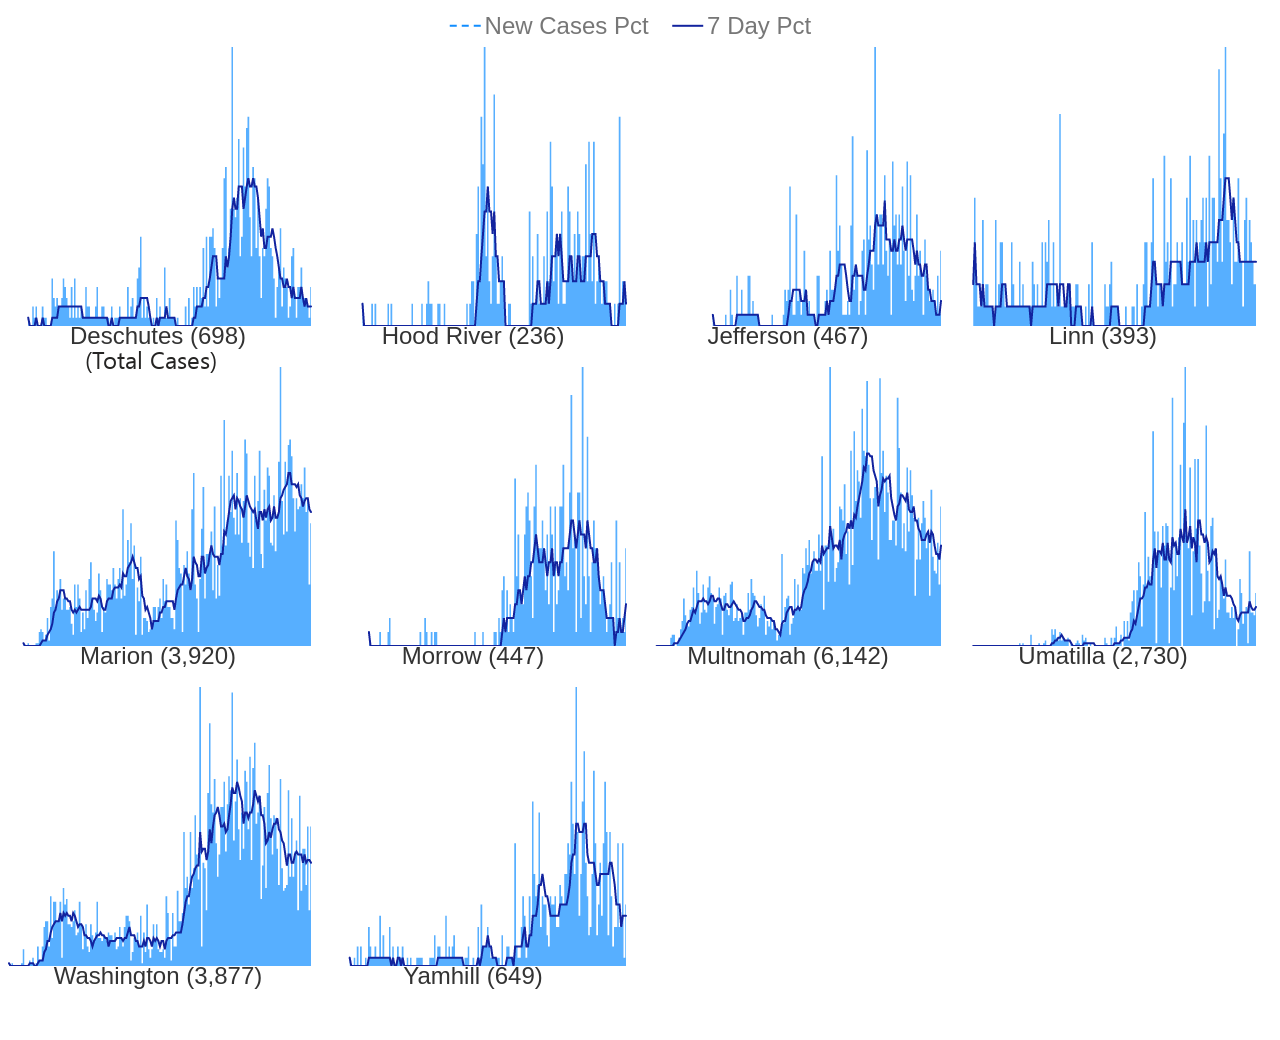 New Cases Pct 7 Day Pct
Deschutes (698) Hood River (236) Jefferson (467) Linn (393)
(Total Cases)
Marion (3,920) Morrow (447) Multnomah (6,142) Umatilla (2,730)
Washington (3,877) Yamhill (649)